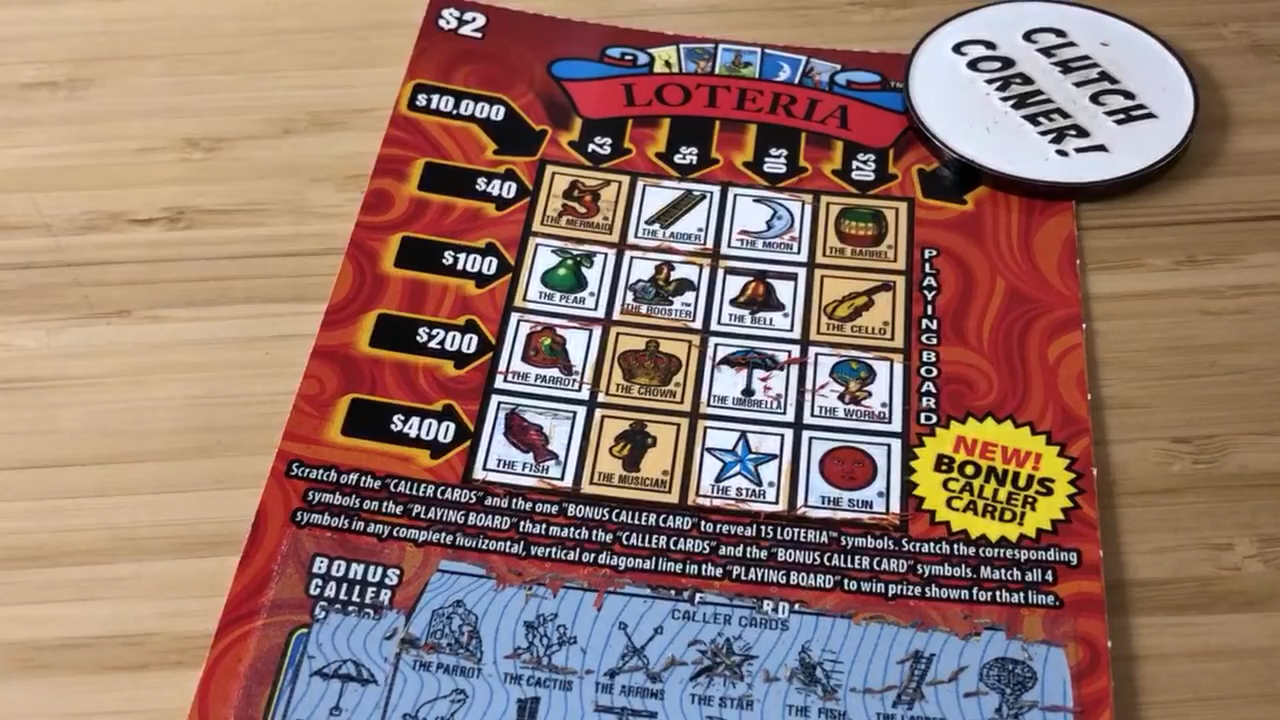 $2
CLUTCH
CORNER!
LOTERIA™
$10,000
$2 $5 $10 $20
$40
THE MERMAID THE LADDER THE MOON THE BARREL
$100
THE PEAR THE ROOSTER THE BELL THE CELLO
$200
THE PARROT THE CROWN THE UMBRELLA THE WORLD
$400
THE FISH THE MUSICIAN THE STAR THE SUN
PLAYING BOARD
NEW!
BONUS
CALLER
CARD!
Scratch off the "CALLER CARDS" and the one "BONUS CALLER CARD" to reveal 15 LOTERIA™ symbols. Scratch the corresponding
symbols on the "PLAYING BOARD" that match the "CALLER CARDS" and the "BONUS CALLER CARD" symbols. Match all 4
symbols in any complete horizontal, vertical or diagonal line in the "PLAYING BOARD" to win prize shown for that line.
BONUS
CALLER
CALLER CARDS
THE PARROT THE CACTUS THE ARROWS THE STAR THE FISH THE LADDER